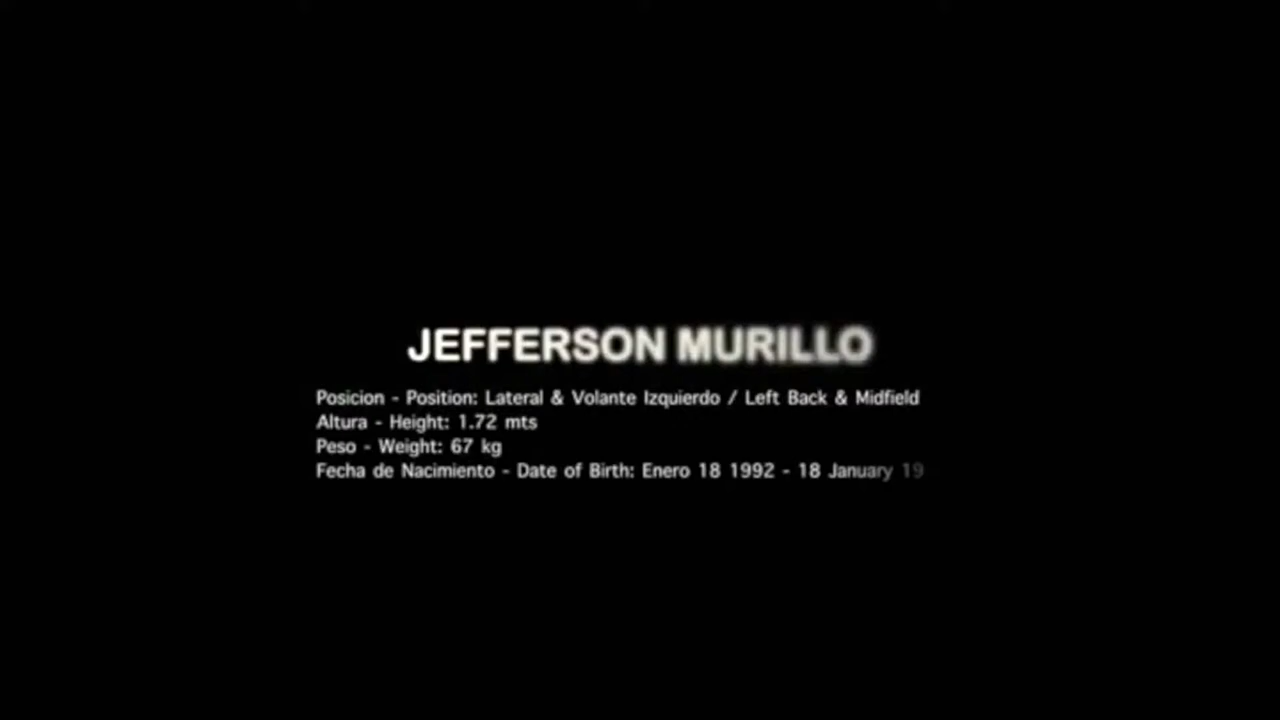 JEFFERSON MURILLO
Posicion - Position: Lateral & Volante Izquierdo / Left Back & Midfield
Altura - Height: 1.72 mts
Peso - Weight: 67 kg
Fecha de Nacimiento - Date of Birth: Enero 18 1992 - 18 January 19